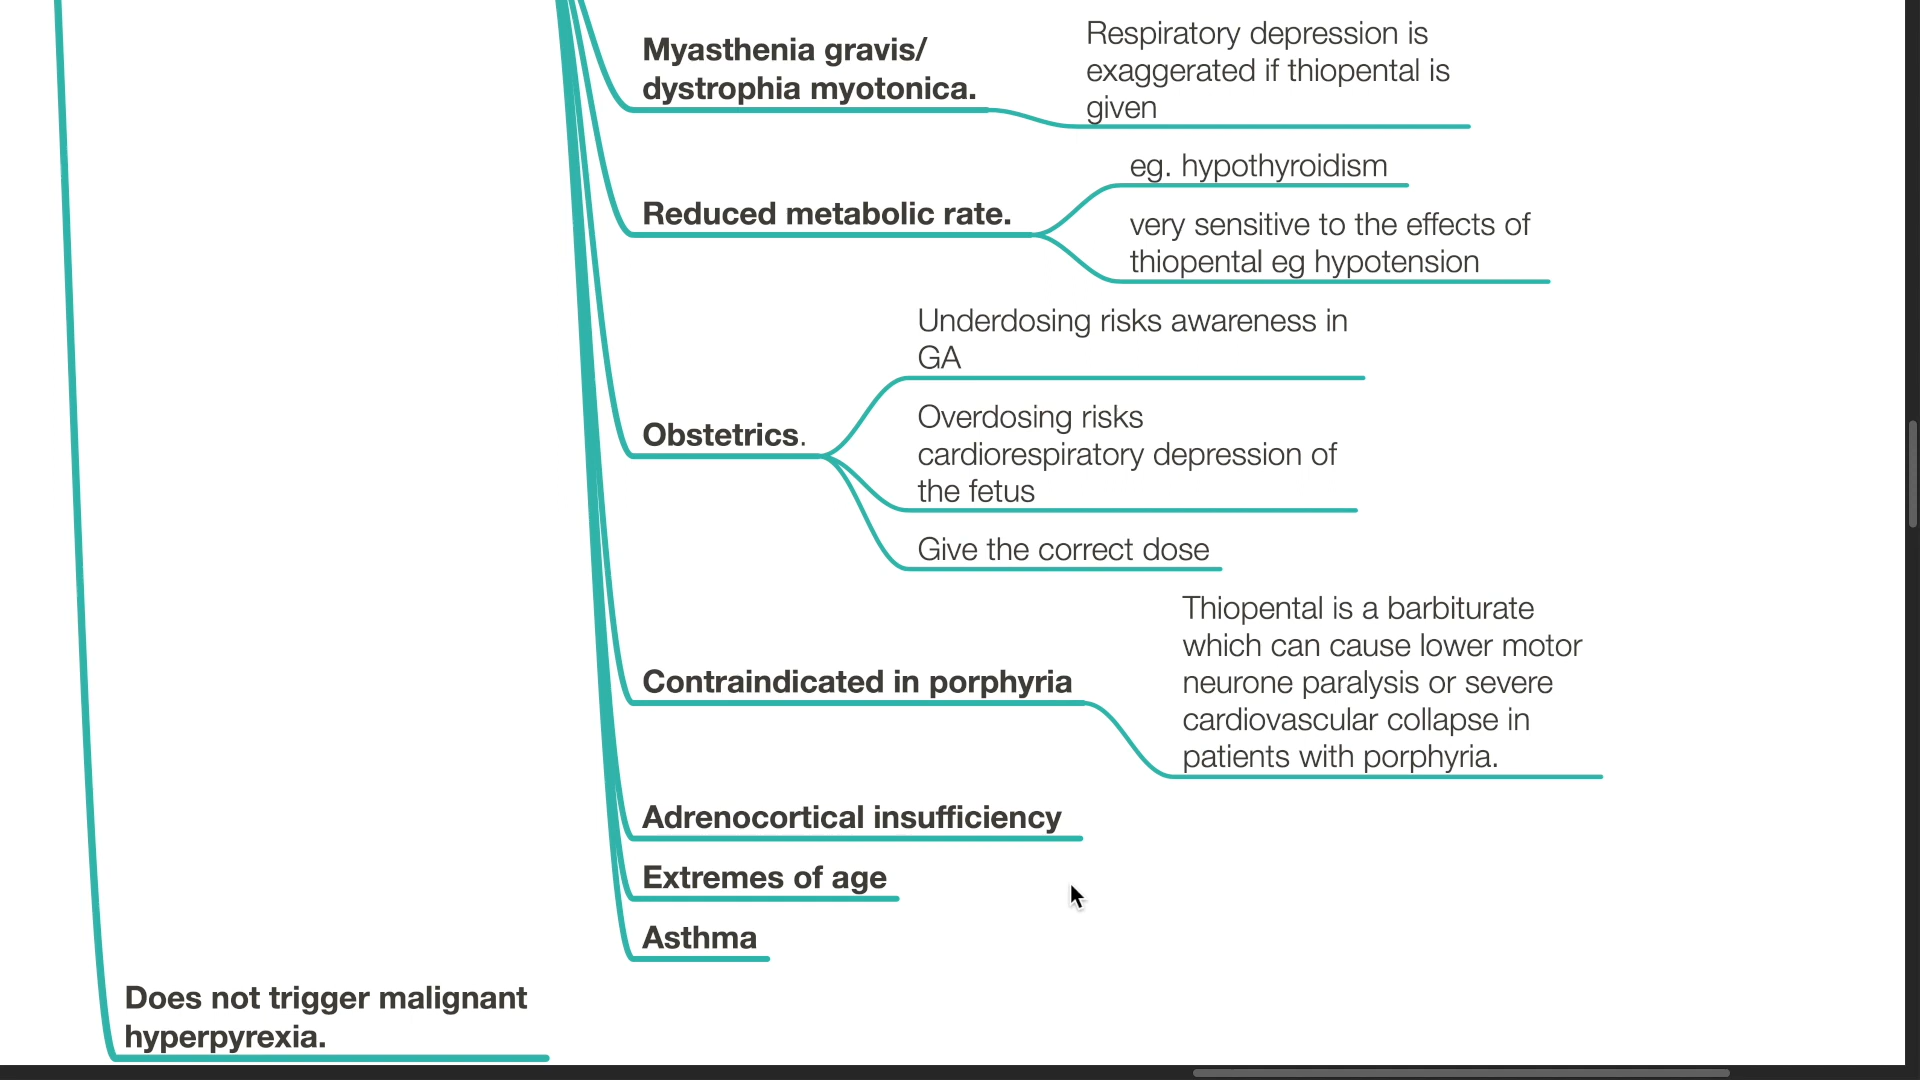 Myasthenia gravis/
dystrophia myotonica.
Respiratory depression is
exaggerated if thiopental is
given
Reduced metabolic rate.
eg. hypothyroidism
very sensitive to the effects of
thiopental eg hypotension
Obstetrics.
Underdosing risks awareness in
GA
Overdosing risks
cardiorespiratory depression of
the fetus
Give the correct dose
Contraindicated in porphyria
Thiopental is a barbiturate
which can cause lower motor
neurone paralysis or severe
cardiovascular collapse in
patients with porphyria.
Adrenocortical insufficiency
Extremes of age
Asthma
Does not trigger malignant
hyperpyrexia.